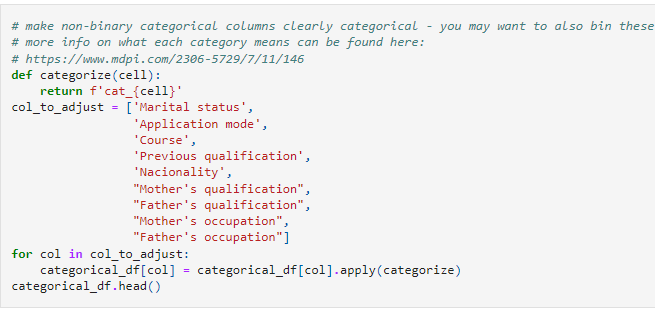 # make non-binary categorical columns clearly categorical - you may want to also bin these
# more info on what each category means can be found here:
# https://www.mdpi.com/2306-5729/7/11/146
def categorize(cell):
    return f'cat_{cell}'
col_to_adjust = ['Marital status',
                 'Application mode',
                 'Course',
                 'Previous qualification',
                 'Nacionality',
                 "Mother's qualification",
                 "Father's qualification",
                 "Mother's occupation",
                 "Father's occupation"]
for col in col_to_adjust:
    categorical_df[col] = categorical_df[col].apply(categorize)
categorical_df.head()